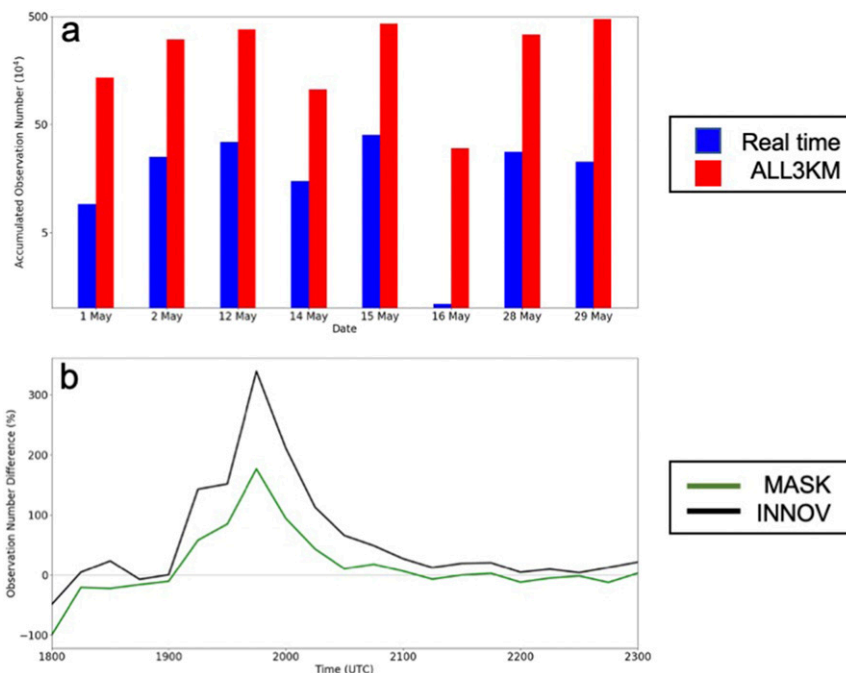 a
Accumulated Observation Number (10⁴)
500
50
5
1 May 2 May 12 May 14 May 15 May 16 May 28 May 29 May
Date
Real time
ALL3KM
b
Observation Number Difference (%)
300
200
100
0
−100
1800 1900 2000 2100 2200 2300
Time (UTC)
MASK
INNOV